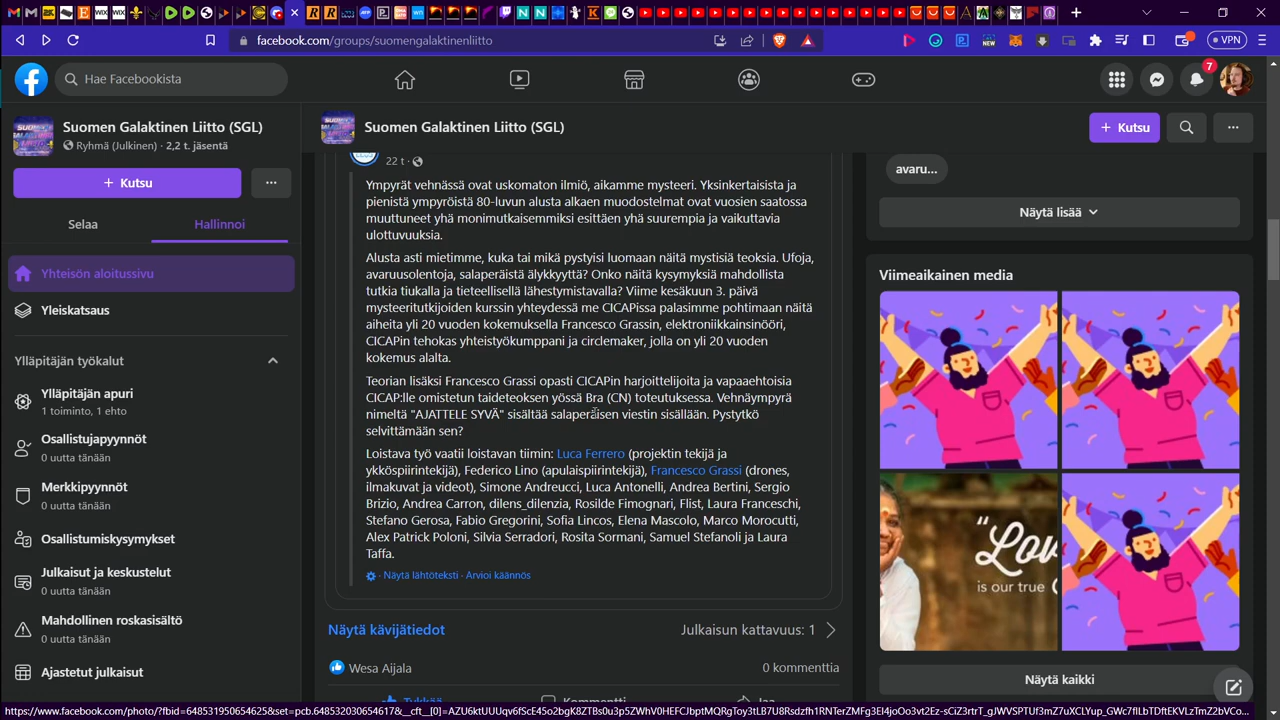 facebook.com/groups/suomengalaktinenliitto
VPN
Hae Facebookista
7
Suomen Galaktinen Liitto (SGL)
Ryhmä (Julkinen) · 2,2 t. jäsentä
+ Kutsu
...
Selaa
Hallinnoi
Yhteisön aloitussivu
Yleiskatsaus
Ylläpitäjän työkalut
Ylläpitäjän apuri
1 toiminto, 1 ehto
Osallistujapyynnöt
0 uutta tänään
Merkkipyynnöt
0 uutta tänään
Osallistumiskysymykset
Julkaisut ja keskustelut
0 uutta tänään
Mahdollinen roskasisältö
0 uutta tänään
Ajastetut julkaisut
Suomen Galaktinen Liitto (SGL)
+ Kutsu
...
22 t ·
Ympyrät vehnässä ovat uskomaton ilmiö, aikamme mysteeri. Yksinkertaisista ja
pienistä ympyröistä 80-luvun alusta alkaen muodostelmat ovat vuosien saatossa
muuttuneet yhä monimutkaisemmiksi esittäen yhä suurempia ja vaikuttavia
ulottuvuuksia.
Alusta asti mietimme, kuka tai mikä pystyisi luomaan näitä mystisiä teoksia. Ufoja,
avaruusolentoja, salaperäistä älykkyyttä? Onko näitä kysymyksiä mahdollista
tutkia tiukalla ja tieteellisellä lähestymistavalla? Viime kesäkuun 3. päivä
mysteeritutkijoiden kurssin yhteydessä me CICAPissa palasimme pohtimaan näitä
aiheita yli 20 vuoden kokemuksella Francesco Grassin, elektroniikkainsinööri,
CICAPin tehokas yhteistyökumppani ja circlemaker, jolla on yli 20 vuoden
kokemus alalta.
Teorian lisäksi Francesco Grassi opasti CICAPin harjoittelijoita ja vapaaehtoisia
CICAP:lle omistetun taideteoksen yössä Bra (CN) toteutuksessa. Vehnäympyrä
nimeltä "AJATTELE SYVÄ" sisältää salaperäisen viestin sisällään. Pystytkö
selvittämään sen?
Loistava työ vaatii loistavan tiimin: Luca Ferrero (projektin tekijä ja
ykköspiirintekijä), Federico Lino (apulaispiirintekijä), Francesco Grassi (drones,
ilmakuvat ja videot), Simone Andreucci, Luca Antonelli, Andrea Bertini, Sergio
Brizio, Andrea Carron, dilens_dilenzia, Rosilde Fimognari, Flist, Laura Franceschi,
Stefano Gerosa, Fabio Gregorini, Sofia Lincos, Elena Mascolo, Marco Morocutti,
Alex Patrick Poloni, Silvia Serradori, Rosita Sormani, Samuel Stefanoli ja Laura
Taffa.
· Näytä lähtöteksti · Arvioi käännös
Näytä kävijätiedot
Julkaisun kattavuus: 1
Wesa Aijala
0 kommenttia
Tykkää
Kommentti
Jaa
avaru...
Näytä lisää
Viimeaikainen media
“Lov
is our true
Näytä kaikki